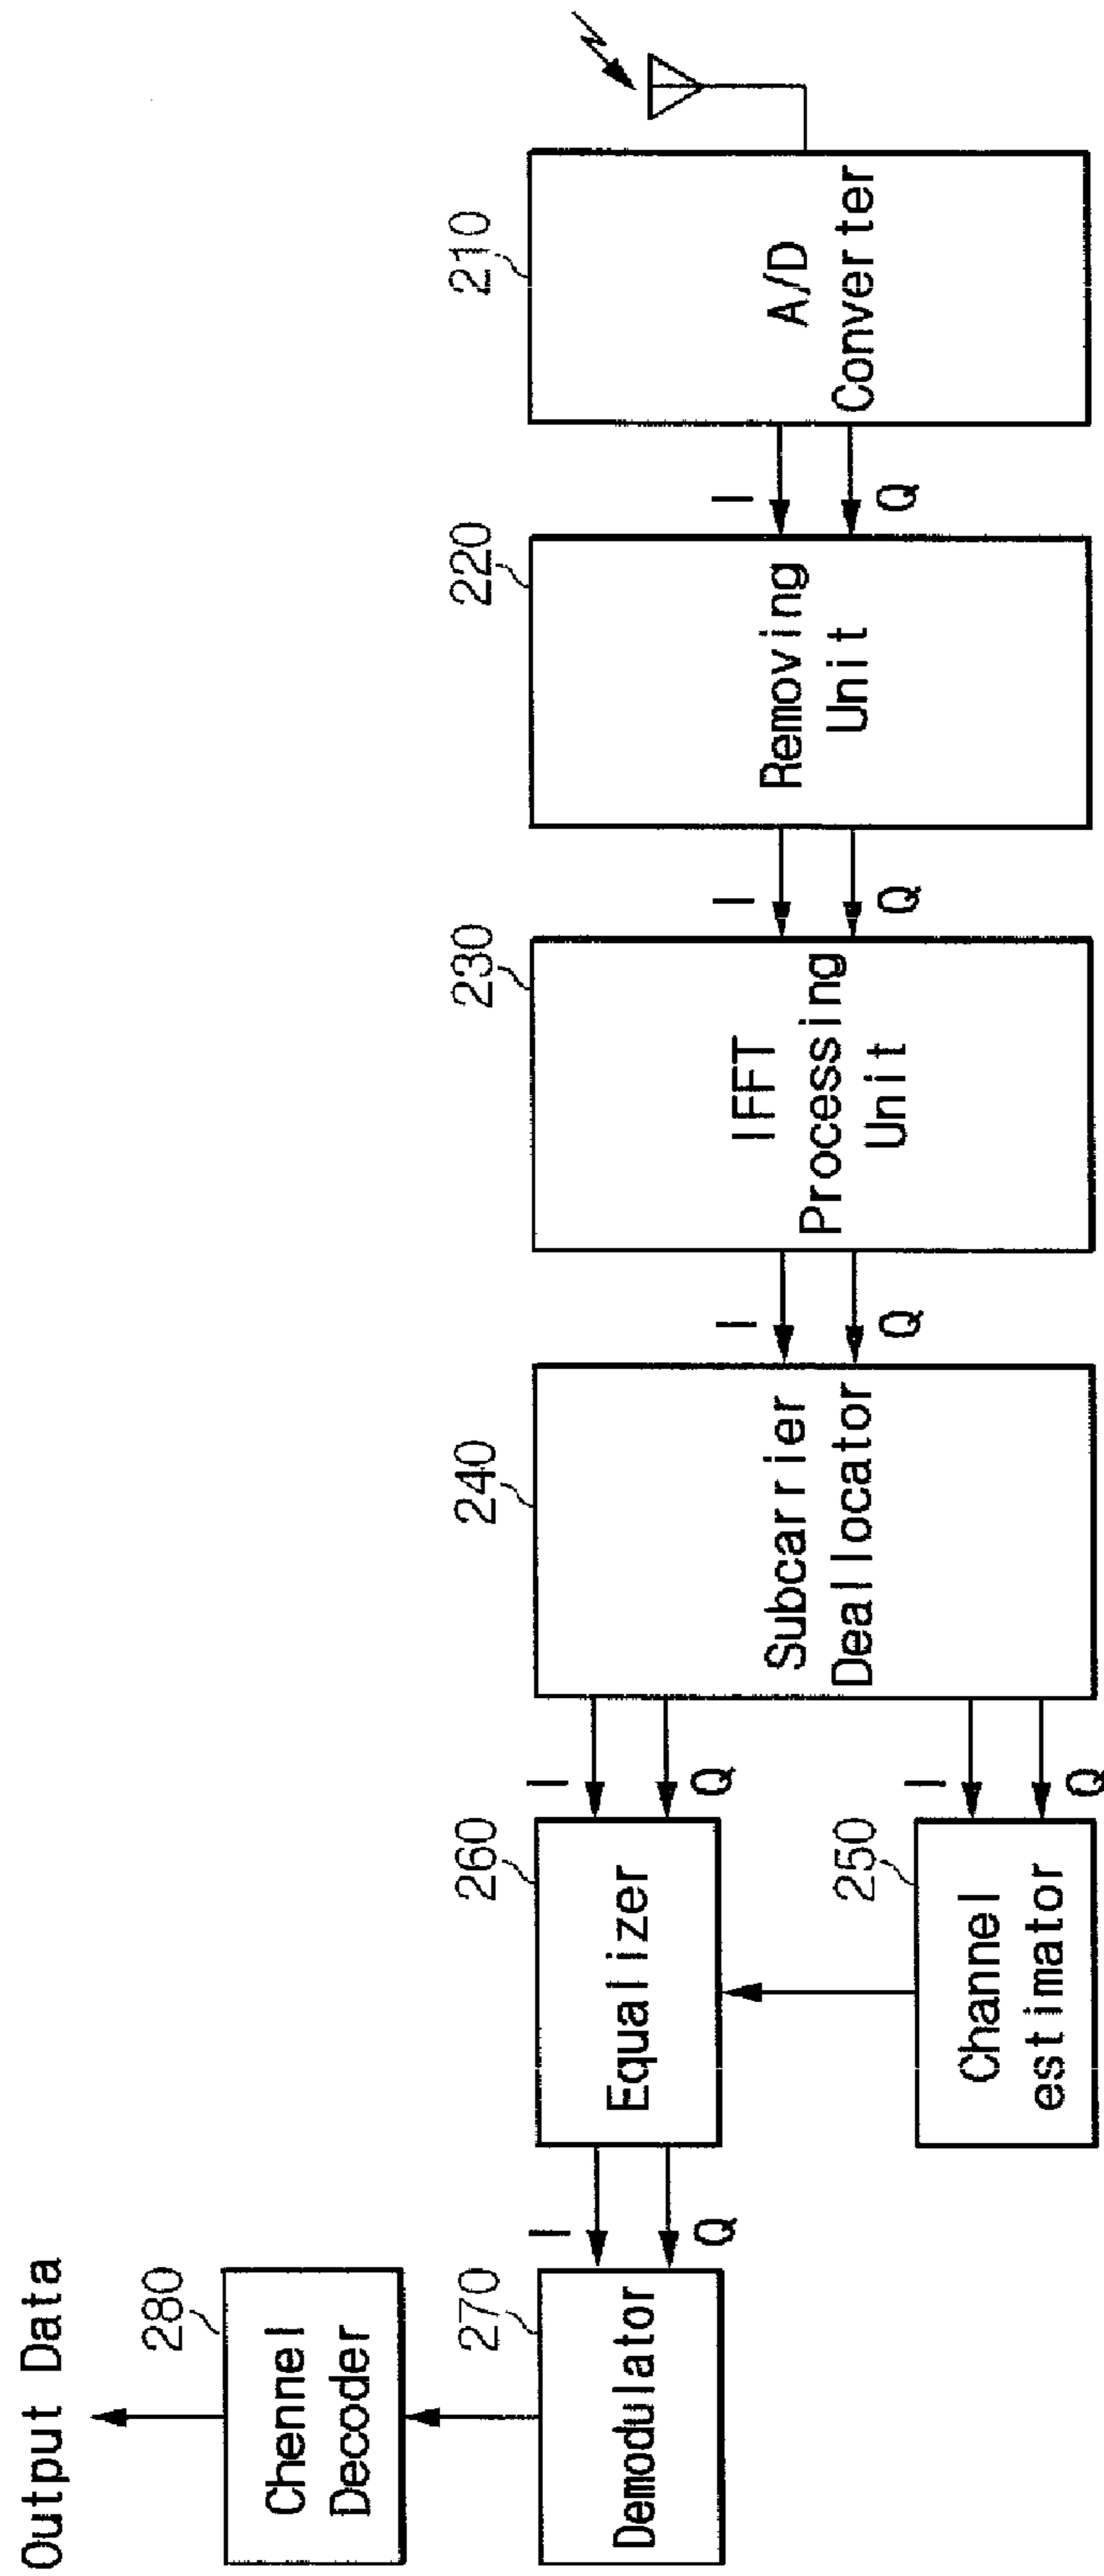 210
A/D
Converter
I
Q
220
Removing
Unit
I
Q
230
IFFT
Processing
Unit
I
Q
240
Subcarrier
Deallocator
I
Q
I
Q
260
Equalizer
250
Channel
estimator
I
Q
270
Demodulator
280
Chennel
Decoder
Output Data